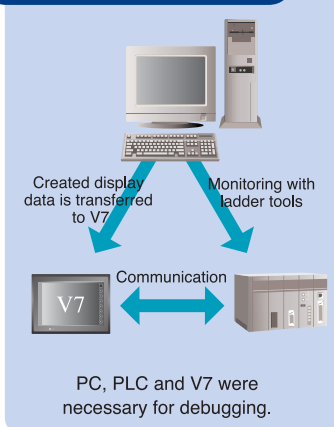 Created display
data is transferred
to V7
Monitoring with
ladder tools
Communication
V7
PC, PLC and V7 were
necessary for debugging.